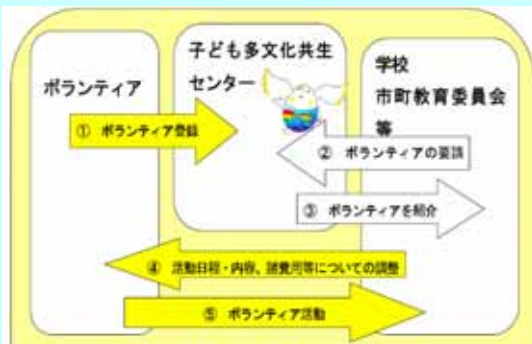 ボランティア
子ども多文化共生
センター
学校
市町教育委員会
等
① ボランティア登録
② ボランティアの要請
③ ボランティアを紹介
④ 活動日程・内容、諸費用等についての調整
⑤ ボランティア活動